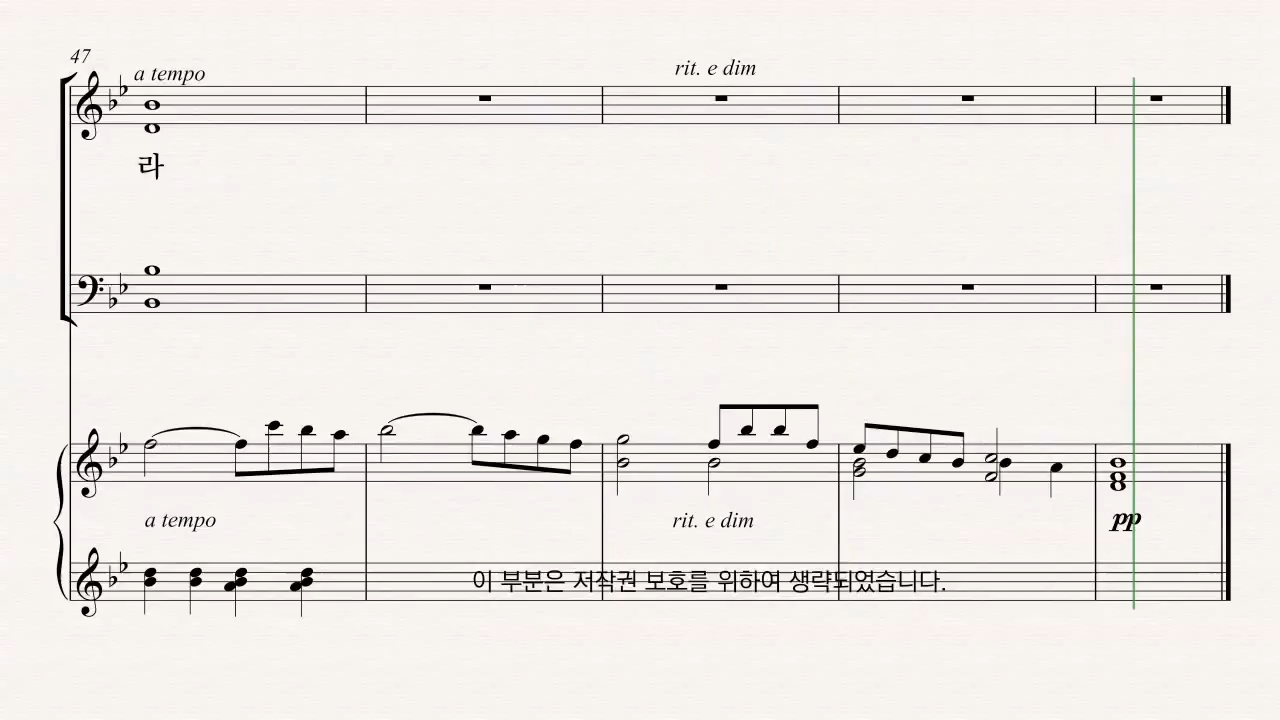 47
a tempo
rit. e dim
라
a tempo
rit. e dim
pp
이 부분은 저작권 보호를 위하여 생략되었습니다.